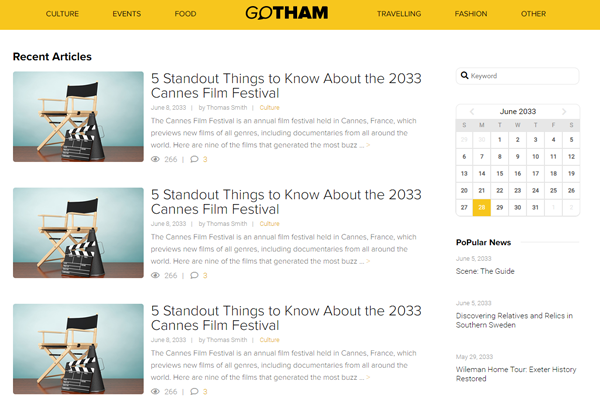 CULTURE EVENTS FOOD GOTHAM TRAVELLING FASHION OTHER
Recent Articles
5 Standout Things to Know About the 2033
Cannes Film Festival
June 8, 2033 | by Thomas Smith | Culture
The Cannes Film Festival is an annual film festival held in Cannes, France, which
previews new films of all genres, including documentaries from all around the
world. Here are nine of the films that generated the most buzz ... >
266 | 3
5 Standout Things to Know About the 2033
Cannes Film Festival
June 8, 2033 | by Thomas Smith | Culture
The Cannes Film Festival is an annual film festival held in Cannes, France, which
previews new films of all genres, including documentaries from all around the
world. Here are nine of the films that generated the most buzz ... >
266 | 3
5 Standout Things to Know About the 2033
Cannes Film Festival
June 8, 2033 | by Thomas Smith | Culture
The Cannes Film Festival is an annual film festival held in Cannes, France, which
previews new films of all genres, including documentaries from all around the
world. Here are nine of the films that generated the most buzz ... >
266 | 3
Keyword
< June 2033 >
S M T W T F S
29 30 1 2 3 4 5
6 7 8 9 10 11 12
13 14 15 16 17 18 19
20 21 22 23 24 25 26
27 28 29 30 31 1 2
PoPular News
June 5, 2033
Scene: The Guide
June 5, 2033
Discovering Relatives and Relics in
Southern Sweden
May 29, 2033
Wileman Home Tour: Exeter History
Restored